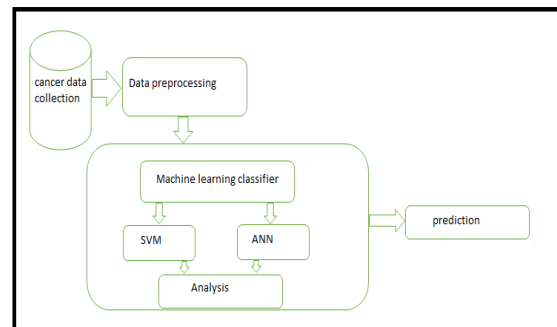 cancer data
collection
Data preprocessing
Machine learning classifier
SVM
ANN
Analysis
prediction